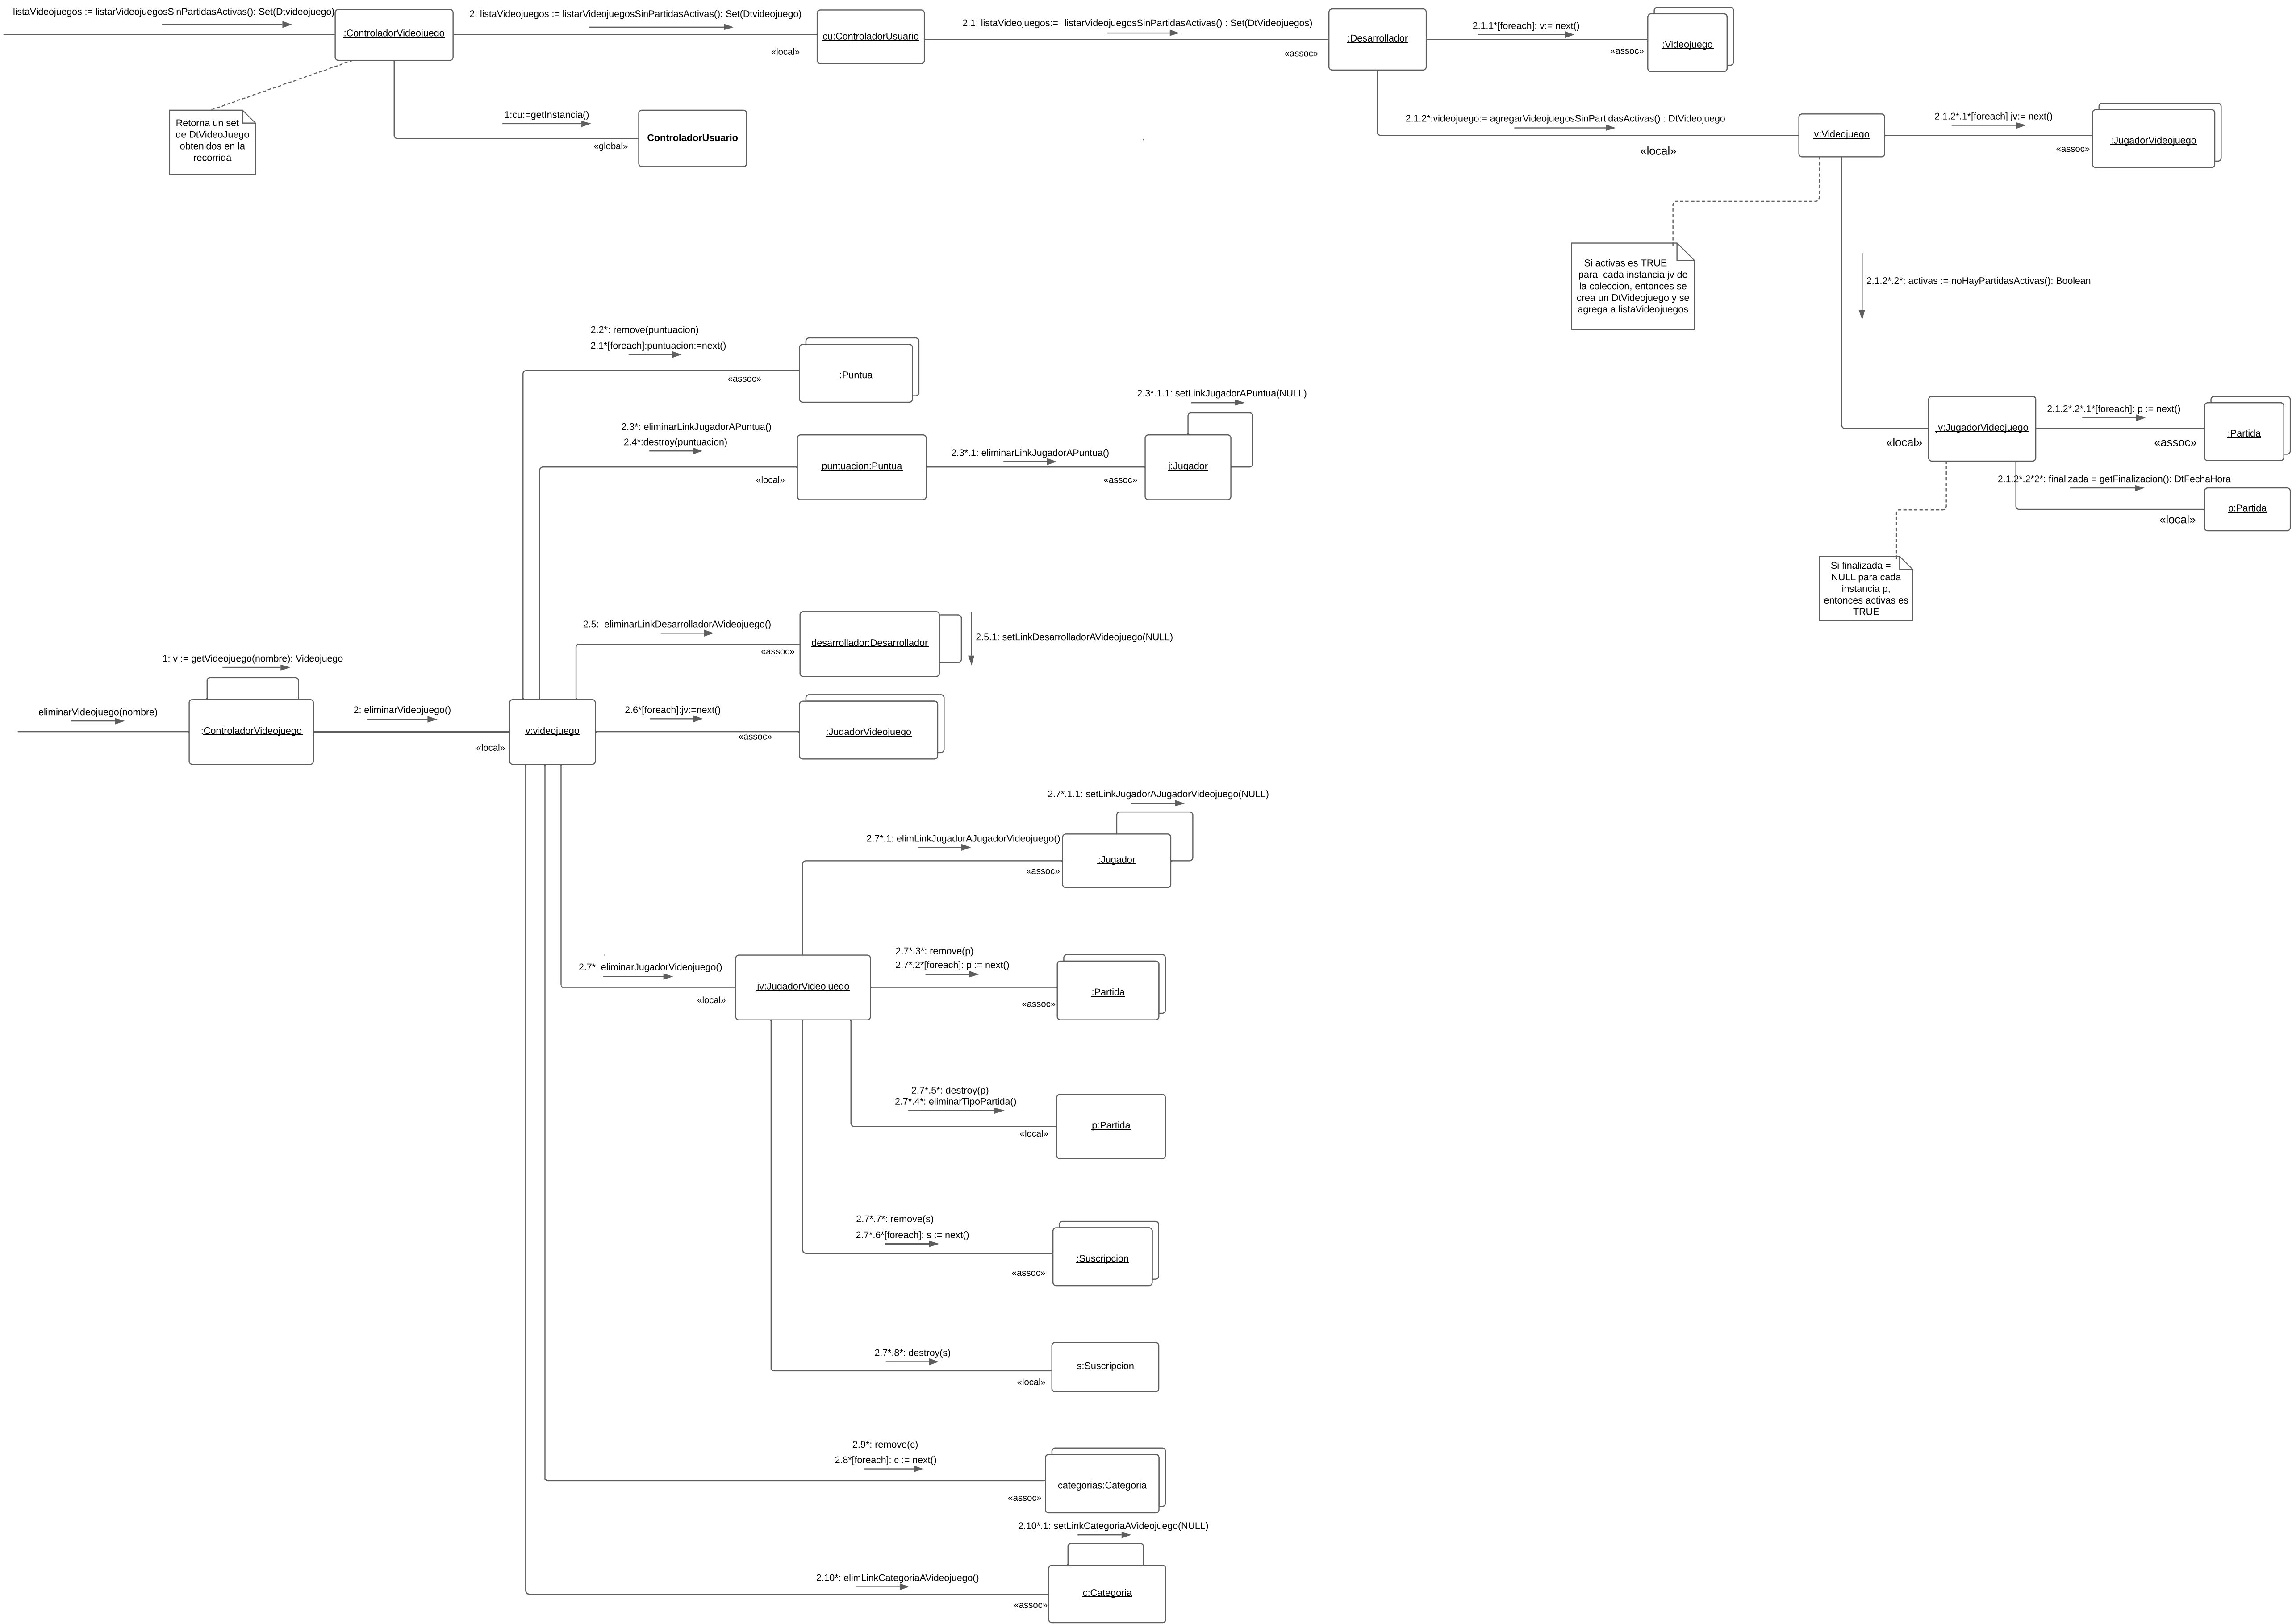 listaVideojuegos := listarVideojuegosSinPartidasActivas(): Set(Dtvideojuego)
:ControladorVideojuego
2: listaVideojuegos := listarVideojuegosSinPartidasActivas(): Set(Dtvideojuego)
«local»
cu:ControladorUsuario
2.1: listaVideojuegos:= listarVideojuegosSinPartidasActivas() : Set(DtVideojuegos)
«assoc»
:Desarrollador
2.1.1*[foreach]: v:= next()
«assoc»
:Videojuego
Retorna un set
de DtVideoJuego
obtenidos en la
recorrida
1:cu:=getInstancia()
«global»
ControladorUsuario
2.1.2*:videojuego:= agregarVideojuegosSinPartidasActivas() : DtVideojuego
«local»
v:Videojuego
2.1.2*.1*[foreach] jv:= next()
«assoc»
:JugadorVideojuego
Si activas es TRUE
para cada instancia jv de
la coleccion, entonces se
crea un DtVideojuego y se
agrega a listaVideojuegos
2.1.2*.2*: activas := noHayPartidasActivas(): Boolean
«local»
jv:JugadorVideojuego
2.1.2*.2*.1*[foreach]: p := next()
«assoc»
:Partida
2.1.2*.2*2*: finalizada = getFinalizacion(): DtFechaHora
«local»
p:Partida
Si finalizada =
NULL para cada
instancia p,
entonces activas es
TRUE
2.2*: remove(puntuacion)
2.1*[foreach]:puntuacion:=next()
«assoc»
:Puntua
2.3*: eliminarLinkJugadorAPuntua()
2.4*:destroy(puntuacion)
«local»
puntuacion:Puntua
2.3*.1: eliminarLinkJugadorAPuntua()
«assoc»
2.3*.1.1: setLinkJugadorAPuntua(NULL)
j:Jugador
2.5: eliminarLinkDesarrolladorAVideojuego()
«assoc»
desarrollador:Desarrollador
2.5.1: setLinkDesarrolladorAVideojuego(NULL)
1: v := getVideojuego(nombre): Videojuego
eliminarVideojuego(nombre)
:ControladorVideojuego
2: eliminarVideojuego()
«local»
v:videojuego
2.6*[foreach]:jv:=next()
«assoc»
:JugadorVideojuego
2.7*.1.1: setLinkJugadorAJugadorVideojuego(NULL)
2.7*.1: elimLinkJugadorAJugadorVideojuego()
«assoc»
:Jugador
2.7*: eliminarJugadorVideojuego()
«local»
jv:JugadorVideojuego
2.7*.3*: remove(p)
2.7*.2*[foreach]: p := next()
«assoc»
:Partida
2.7*.5*: destroy(p)
2.7*.4*: eliminarTipoPartida()
«local»
p:Partida
2.7*.7*: remove(s)
2.7*.6*[foreach]: s := next()
«assoc»
:Suscripcion
2.7*.8*: destroy(s)
«local»
s:Suscripcion
2.9*: remove(c)
2.8*[foreach]: c := next()
«assoc»
categorias:Categoria
2.10*.1: setLinkCategoriaAVideojuego(NULL)
2.10*: elimLinkCategoriaAVideojuego()
«assoc»
c:Categoria